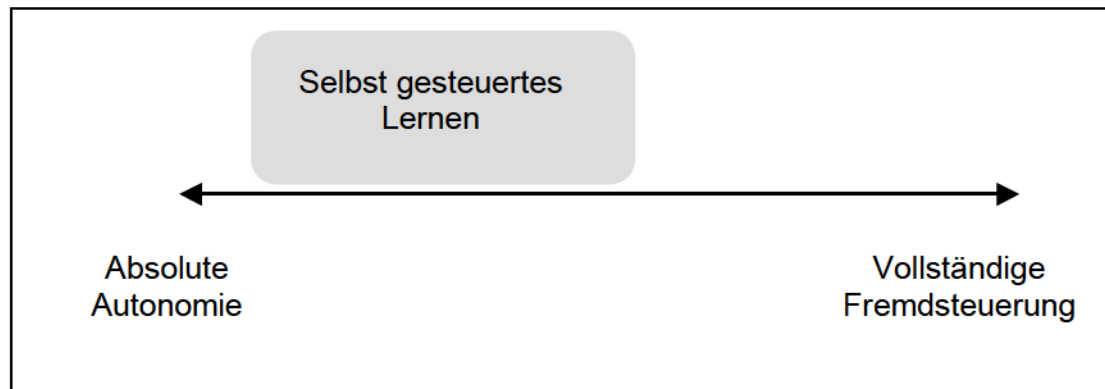 Selbst gesteuertes
Lernen
Absolute
Autonomie
Vollständige
Fremdsteuerung